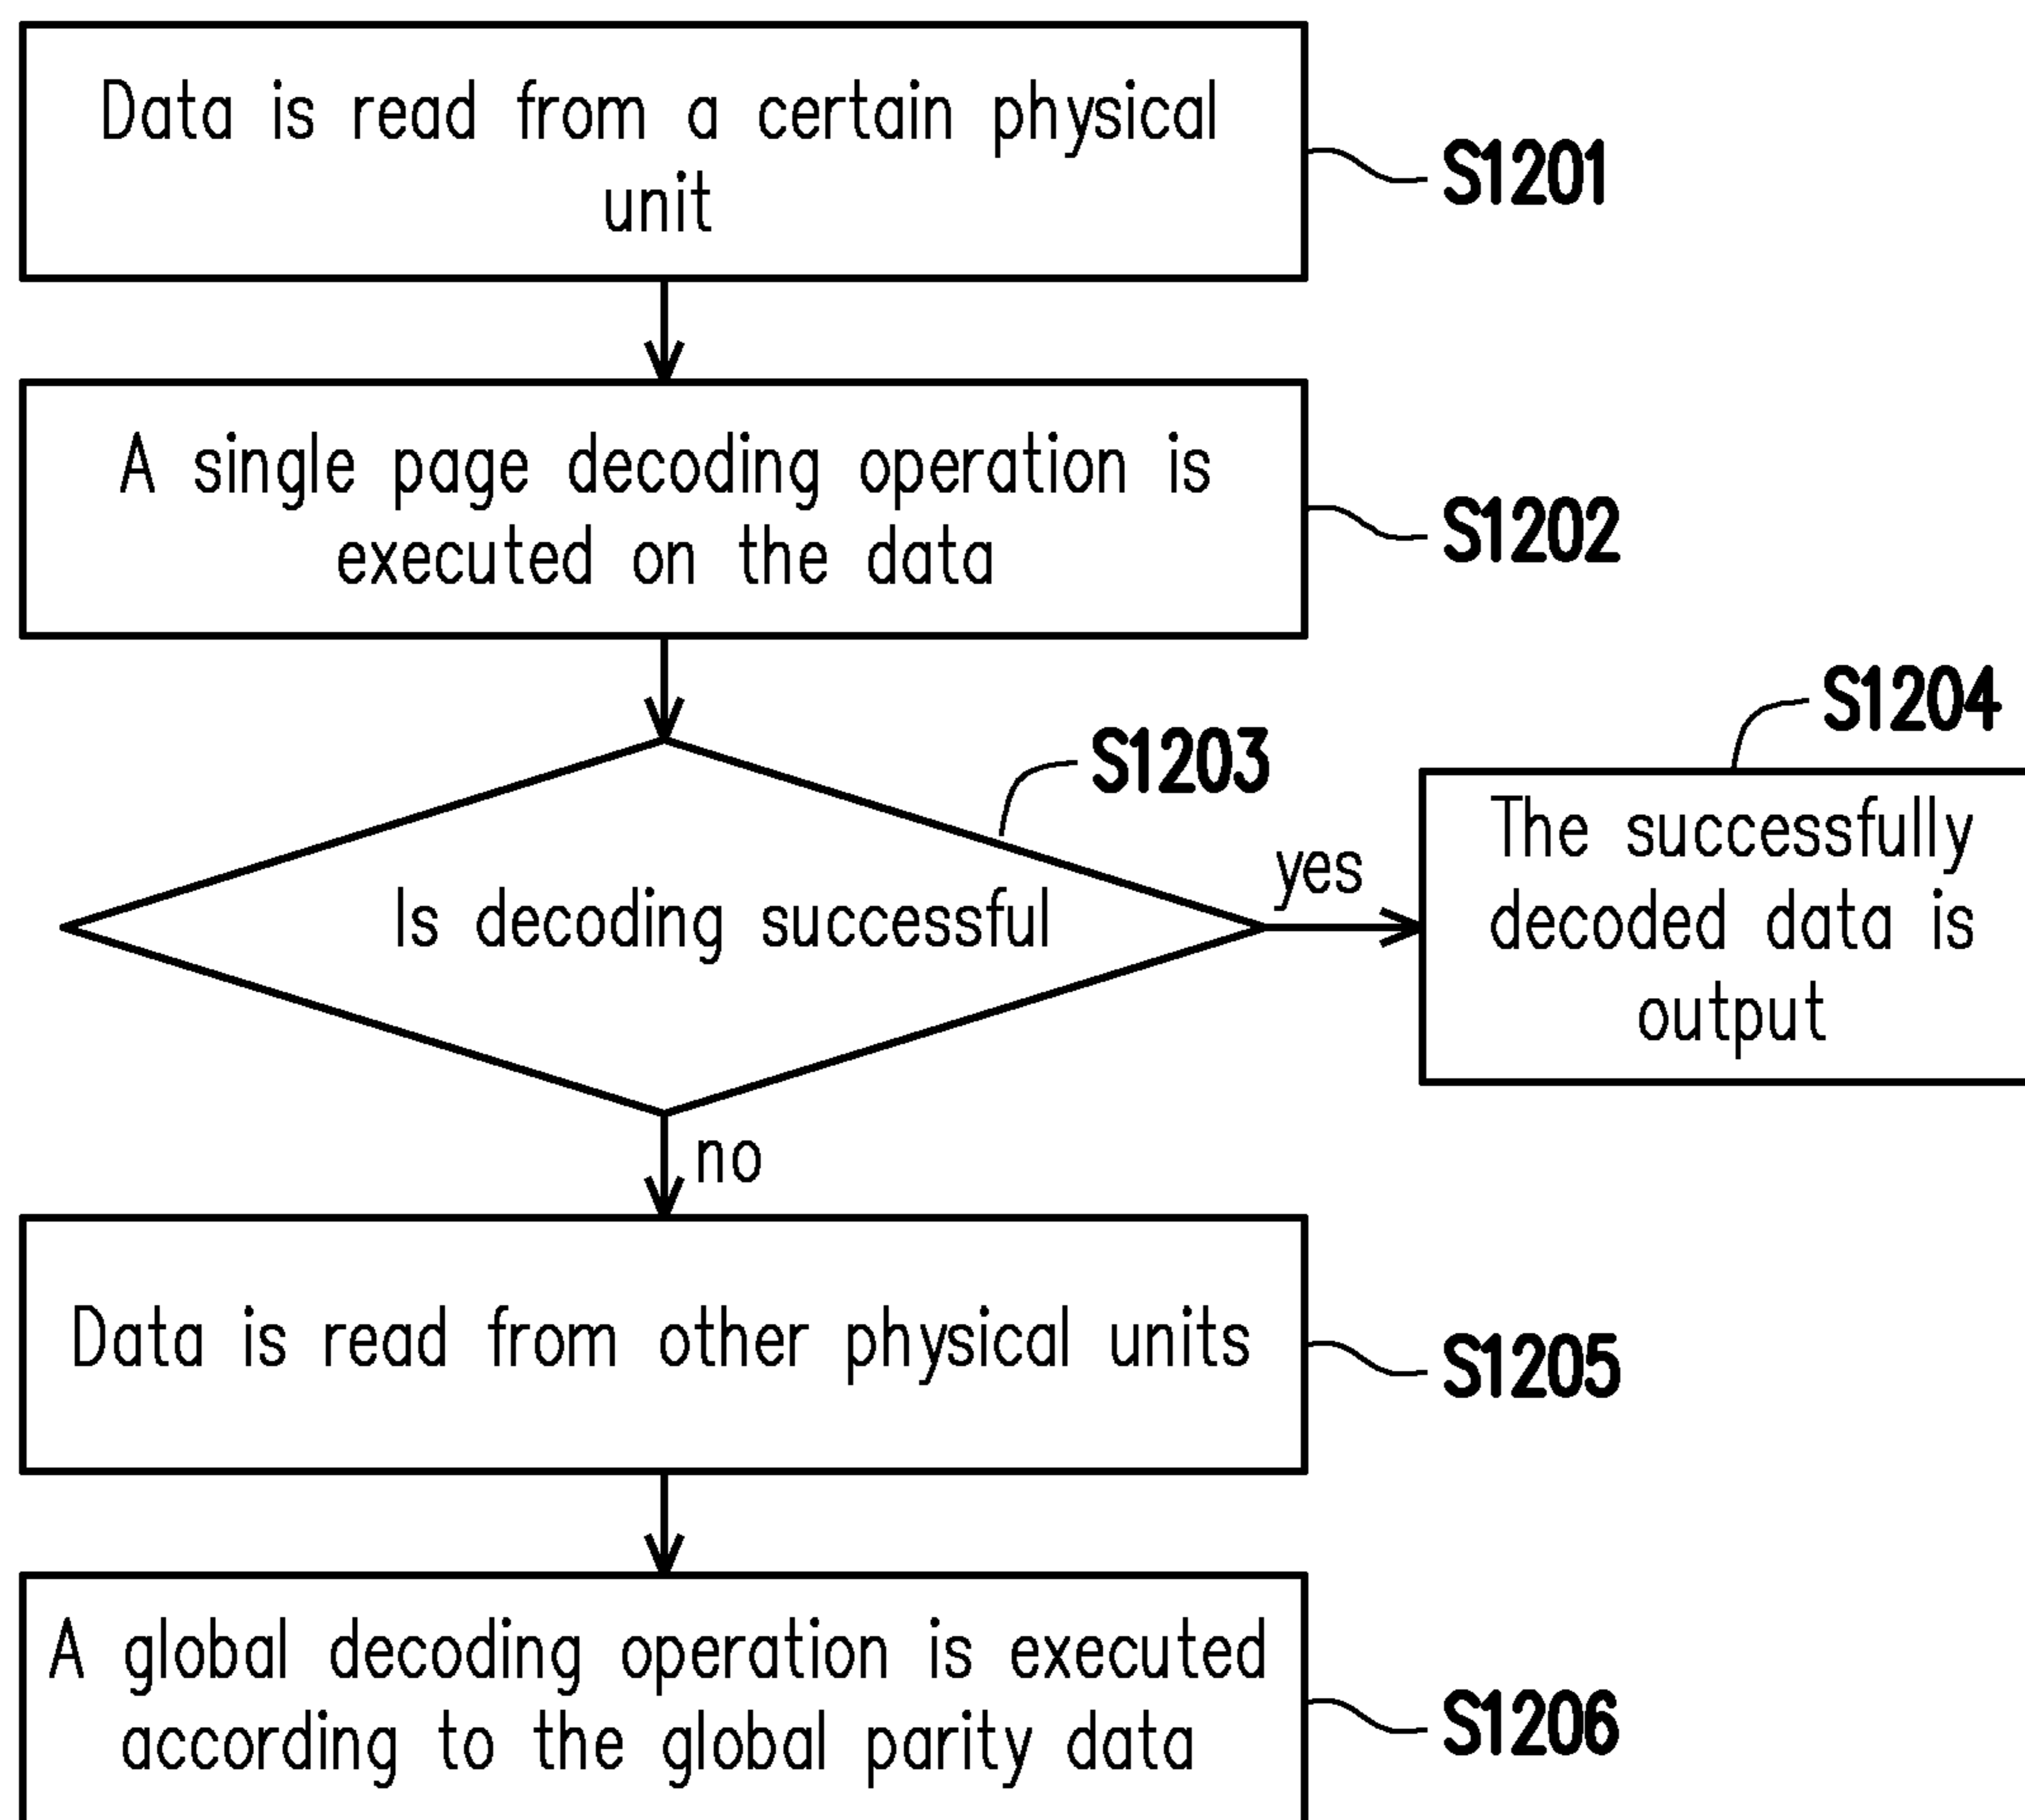 Data is read from a certain physical
unit
S1201
A single page decoding operation is
executed on the data
S1202
S1203
Is decoding successful
yes
S1204
The successfully
decoded data is
output
no
Data is read from other physical units
S1205
A global decoding operation is executed
according to the global parity data
S1206